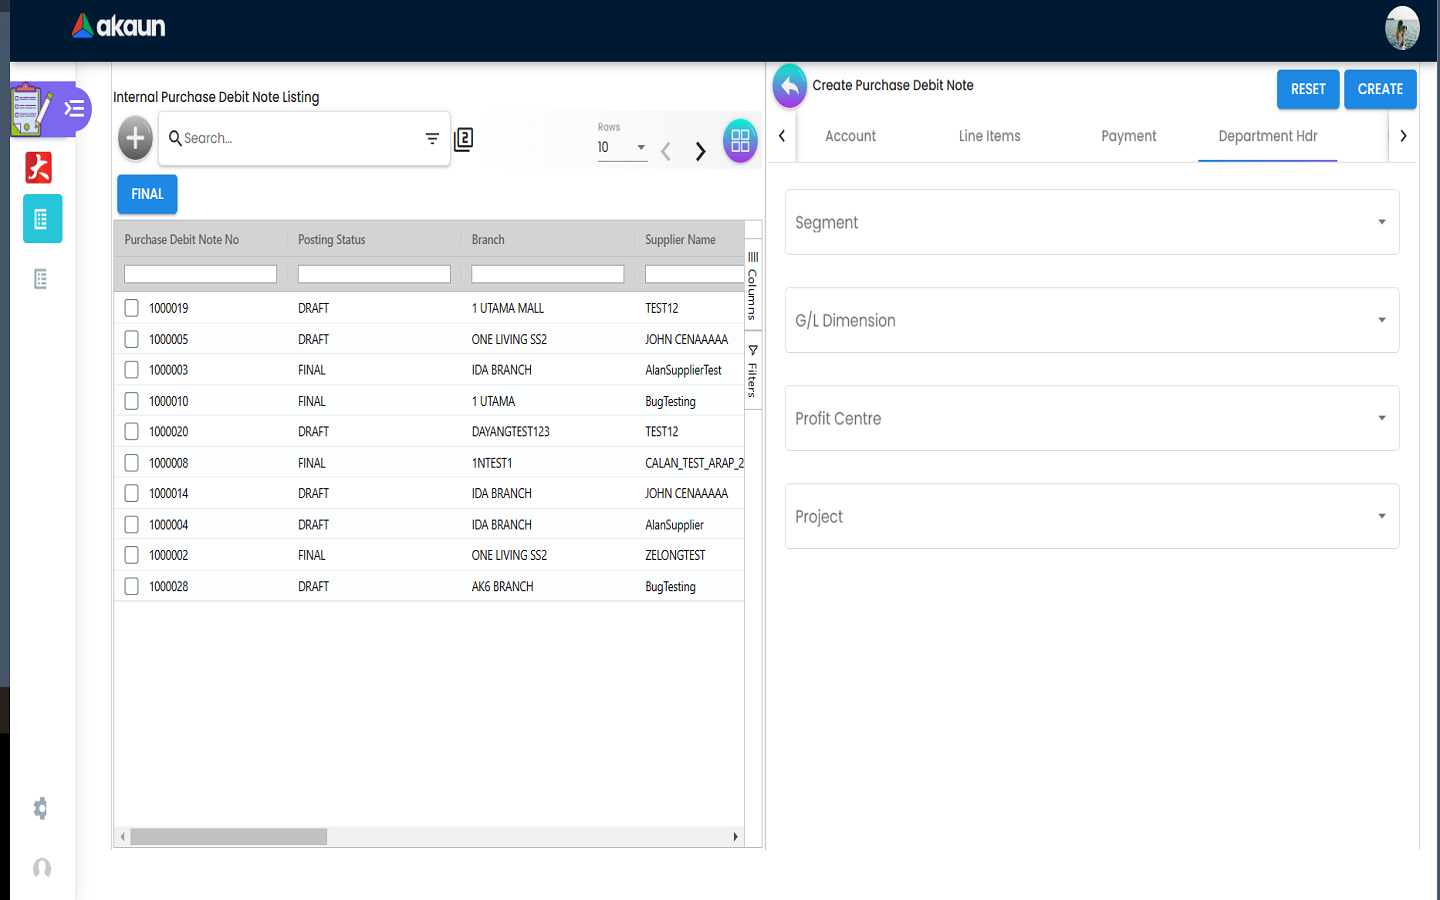 akaun
Internal Purchase Debit Note Listing
Search...
2
Rows
10
FINAL
Purchase Debit Note No Posting Status Branch Supplier Name
1000019 DRAFT 1 UTAMA MALL TEST12
1000005 DRAFT ONE LIVING SS2 JOHN CENAAAAA
1000003 FINAL IDA BRANCH AlanSupplierTest
1000010 FINAL 1 UTAMA BugTesting
1000020 DRAFT DAYANGTEST123 TEST12
1000008 FINAL 1NTEST1 CALAN_TEST_ARAP_2
1000014 DRAFT IDA BRANCH JOHN CENAAAAA
1000004 DRAFT IDA BRANCH AlanSupplier
1000002 FINAL ONE LIVING SS2 ZELONGTEST
1000028 DRAFT AK6 BRANCH BugTesting
Columns
Filters
Create Purchase Debit Note
RESET CREATE
Account Line Items Payment Department Hdr
Segment
G/L Dimension
Profit Centre
Project